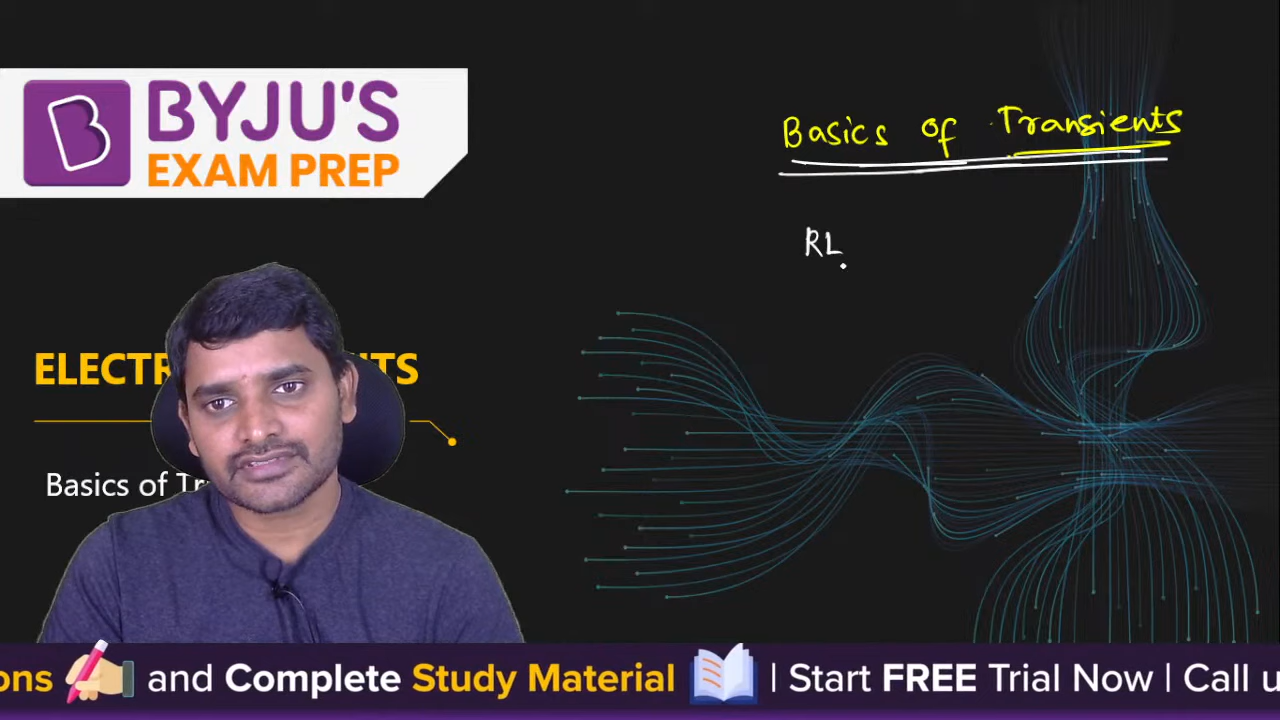 BYJU'S
EXAM PREP
Basics of Transients
RL
ELECTR TS
Basics of Tr
ons and Complete Study Material | Start FREE Trial Now | Call u